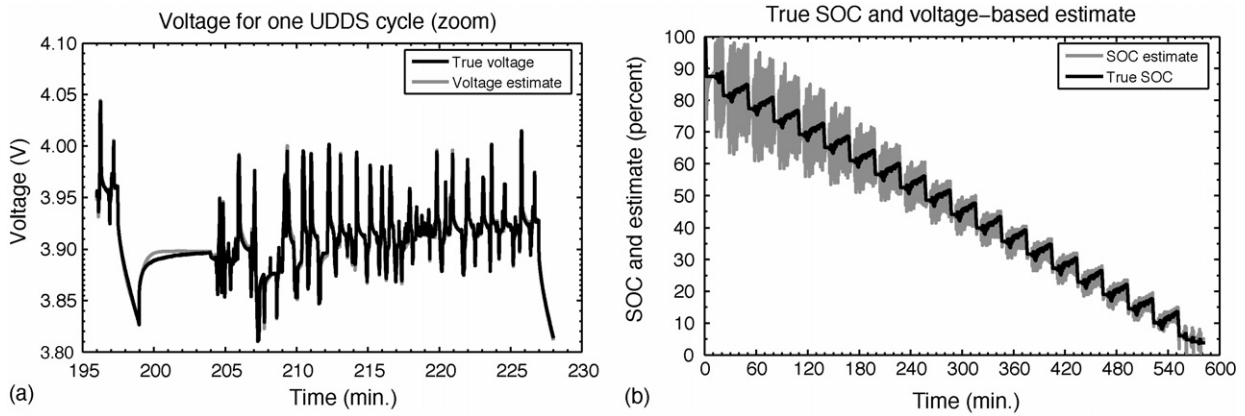 Voltage for one UDDS cycle (zoom)
4.10
4.05
4.00
3.95
3.90
3.85
3.80
Voltage (V)
True voltage
Voltage estimate
195 200 205 210 215 220 225 230
Time (min.)
(a)
True SOC and voltage–based estimate
100
90
80
70
60
50
40
30
20
10
0
SOC and estimate (percent)
SOC estimate
True SOC
0 60 120 180 240 300 360 420 480 540 600
Time (min.)
(b)